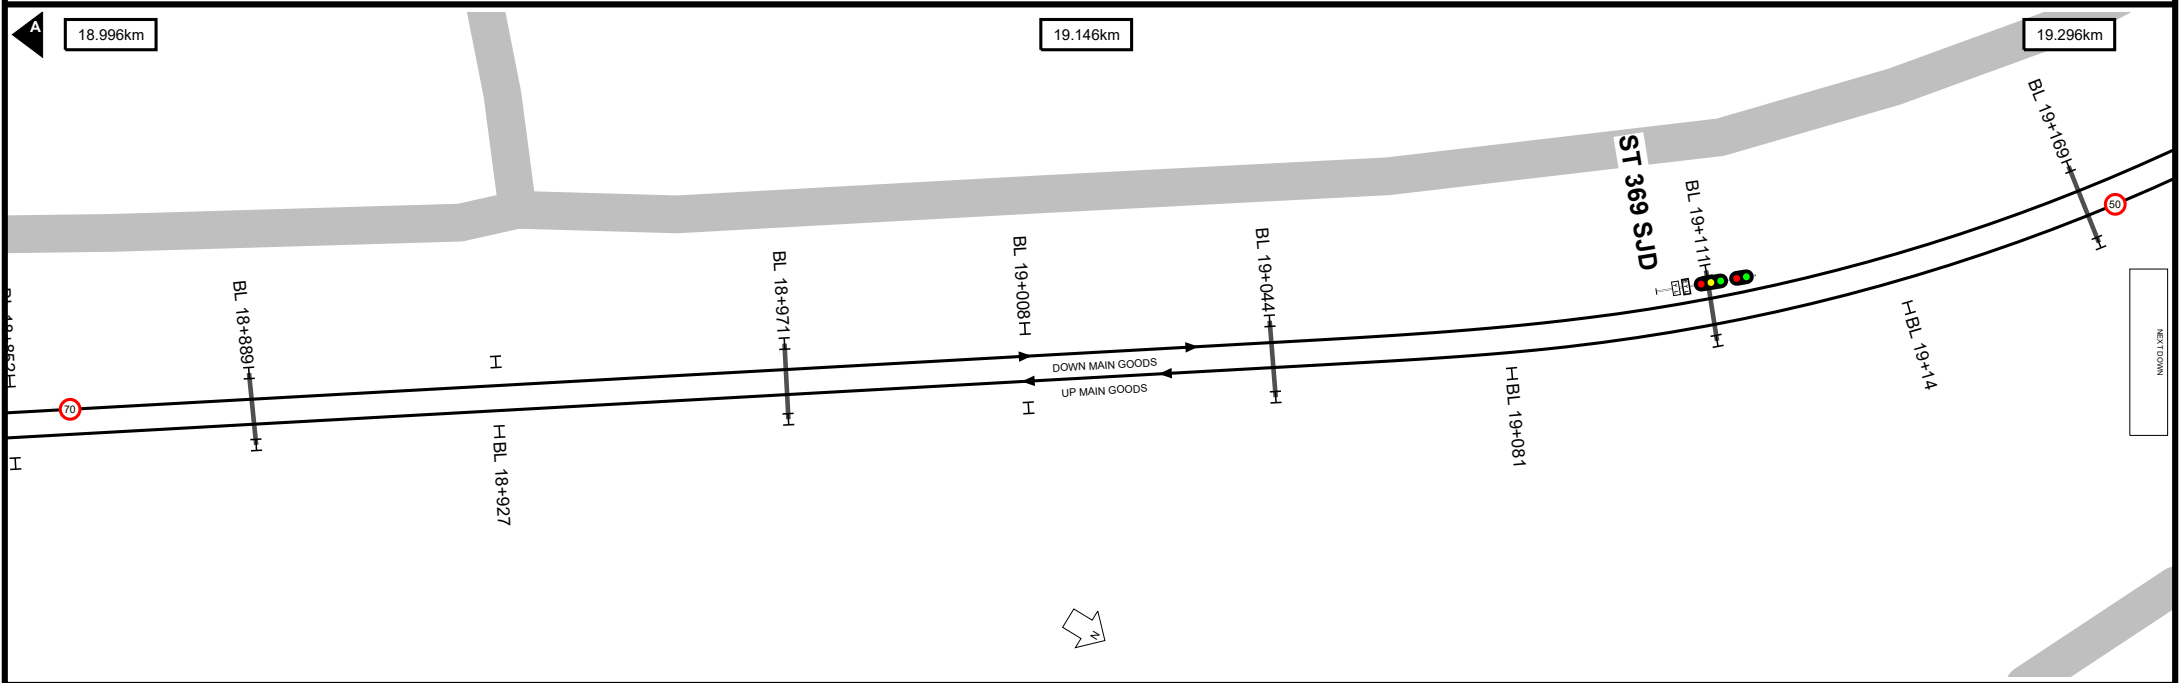 A
18.996km
19.146km
19.296km
BL 19+169
ST 369 SJD
BL 19+111
BL 19+044
BL 19+008
BL 18+971
BL 18+889
70
50
DOWN MAIN GOODS
UP MAIN GOODS
BL 18+927
BL 19+081
BL 19+14
NEXT DOWN
N